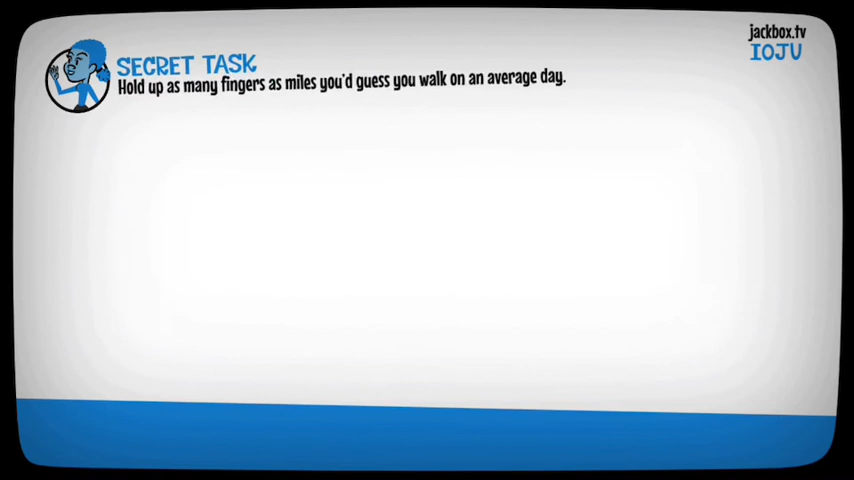 jackbox.tv
IOJU
SECRET TASK
Hold up as many fingers as miles you'd guess you walk on an average day.